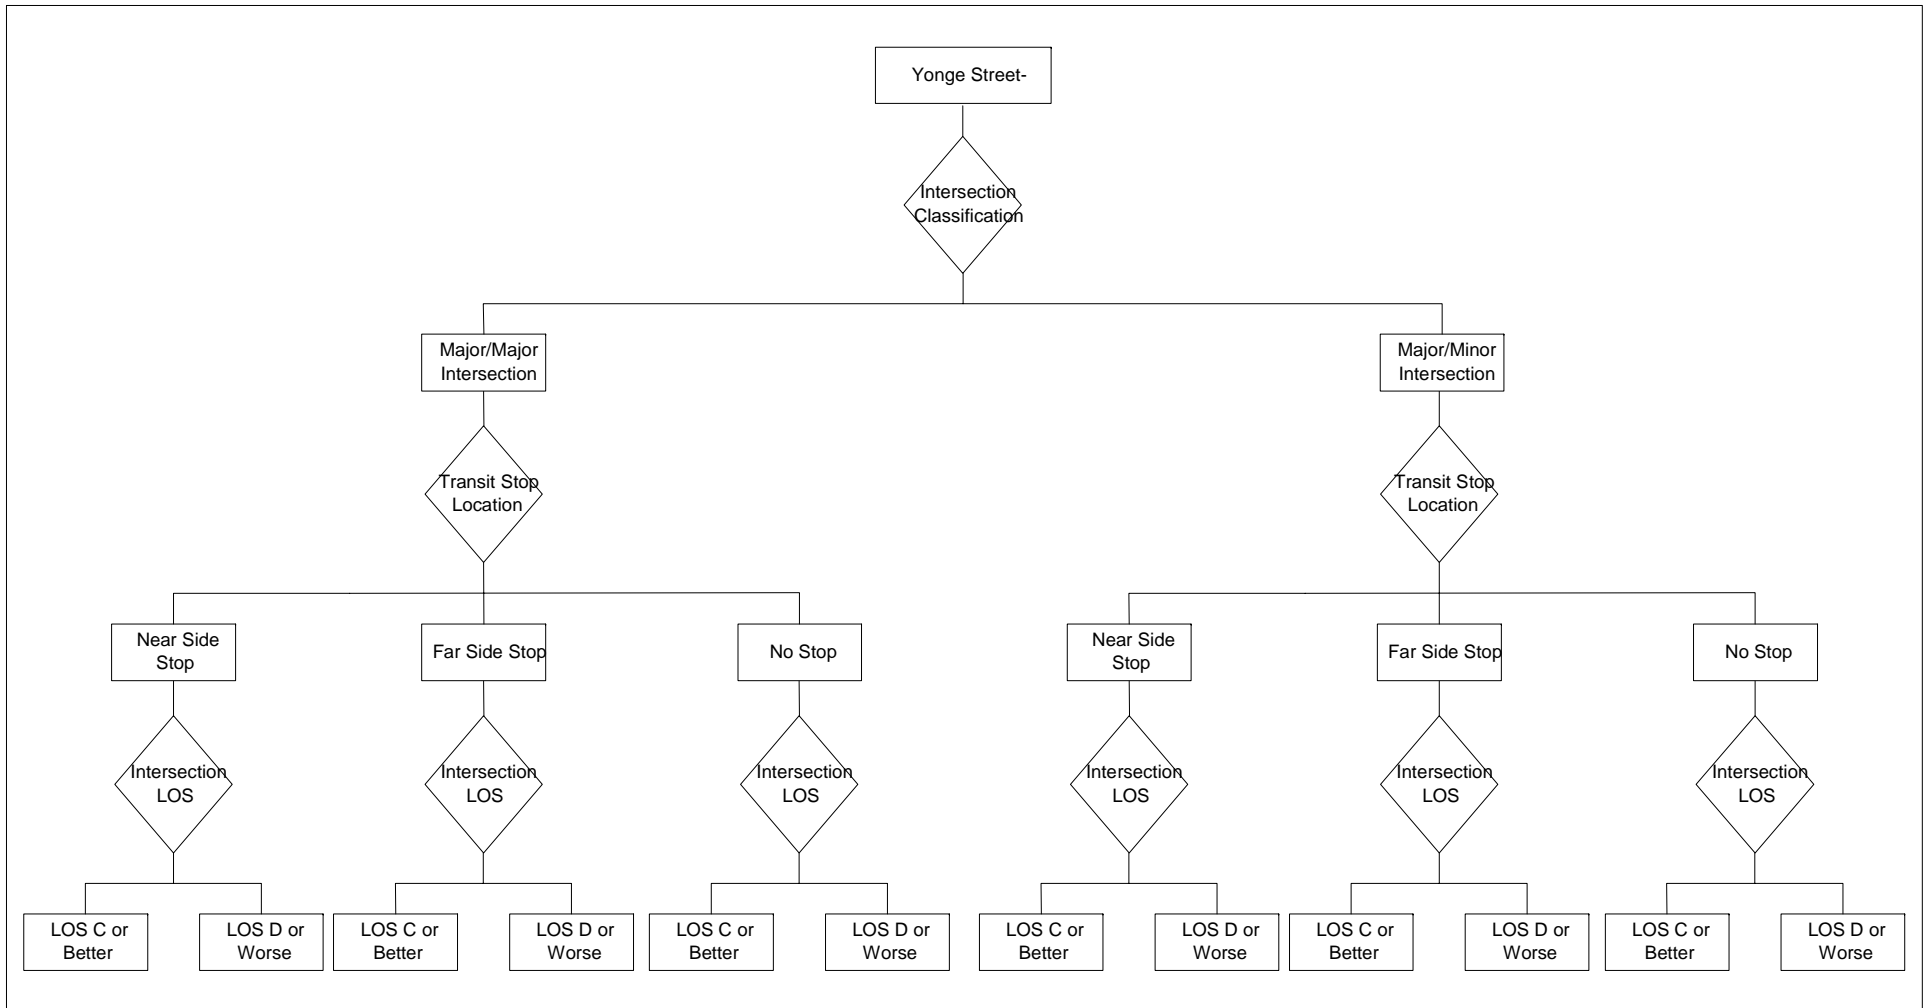 Yonge Street-
Intersection
Classification
Major/Major
Intersection
Major/Minor
Intersection
Transit Stop
Location
Transit Stop
Location
Near Side
Stop
Far Side Stop
No Stop
Near Side
Stop
Far Side Stop
No Stop
Intersection
LOS
Intersection
LOS
Intersection
LOS
Intersection
LOS
Intersection
LOS
Intersection
LOS
LOS C or
Better
LOS D or
Worse
LOS C or
Better
LOS D or
Worse
LOS C or
Better
LOS D or
Worse
LOS C or
Better
LOS D or
Worse
LOS C or
Better
LOS D or
Worse
LOS C or
Better
LOS D or
Worse